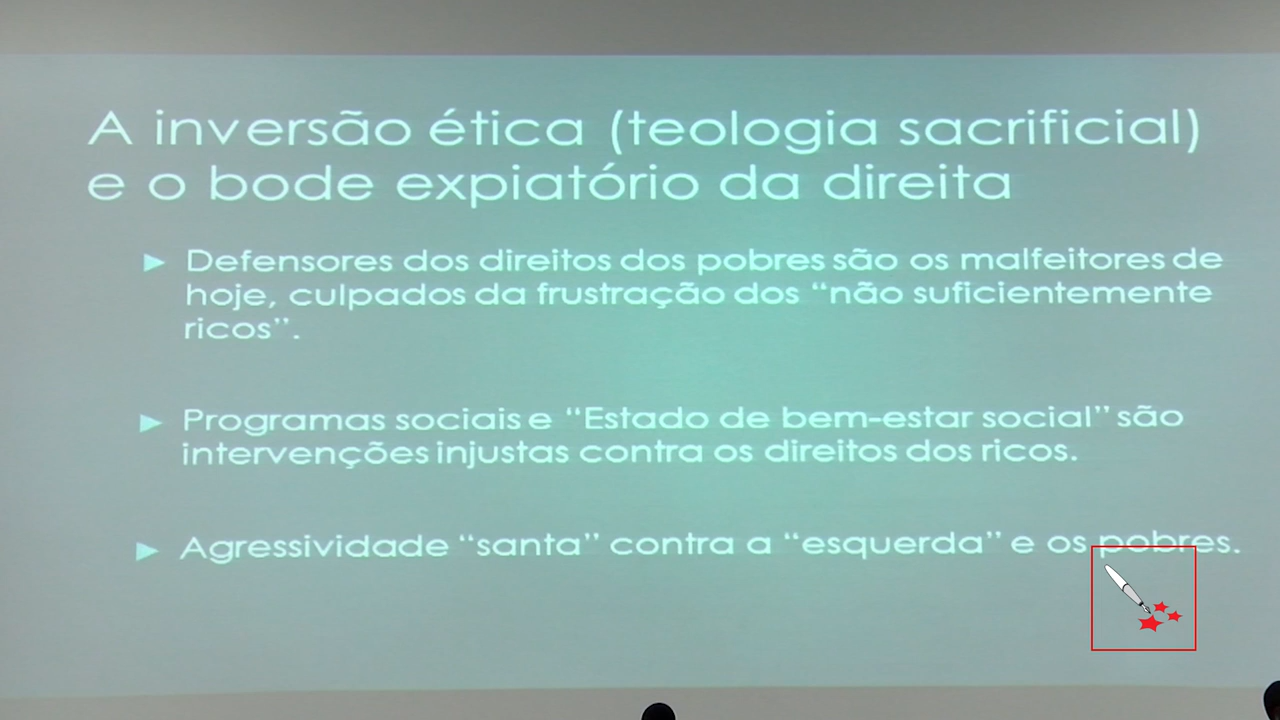 A inversão ética (teologia sacrificial)
e o bode expiatório da direita
► Defensores dos direitos dos pobres são os malfeitores de
hoje, culpados da frustração dos “não suficientemente
ricos”.
► Programas sociais e “Estado de bem-estar social” são
intervenções injustas contra os direitos dos ricos.
► Agressividade “santa” contra a “esquerda” e os pobres.